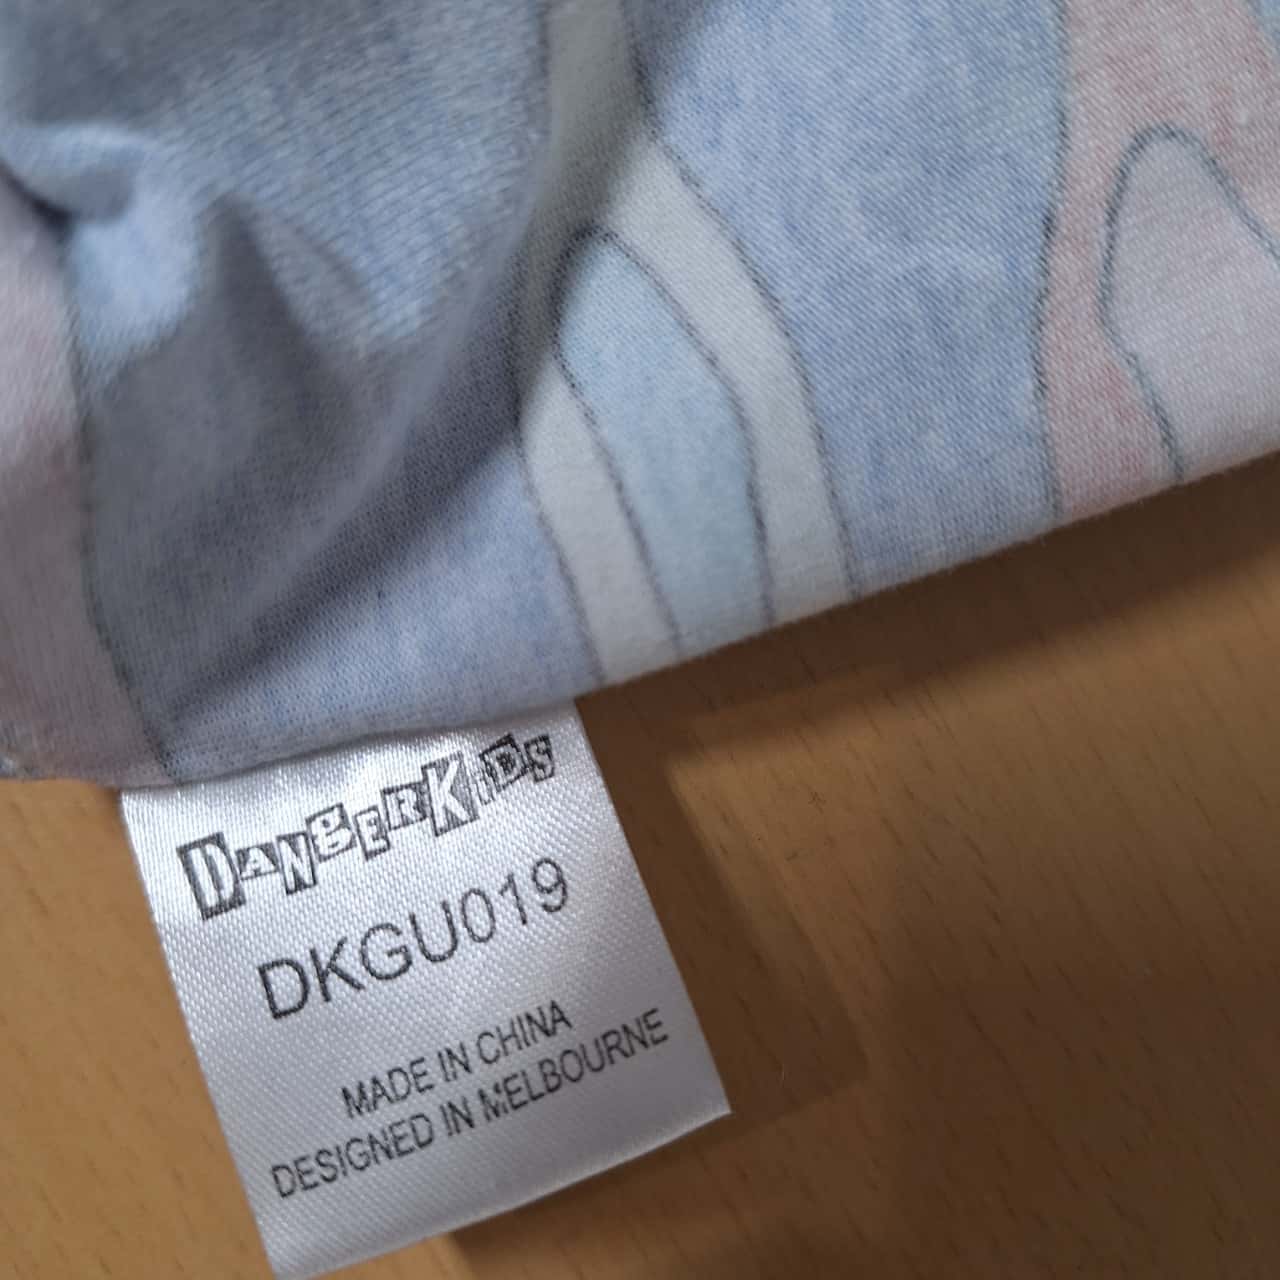 DANgERKiDS
DKGU019
MADE IN CHINA
DESIGNED IN MELBOURNE